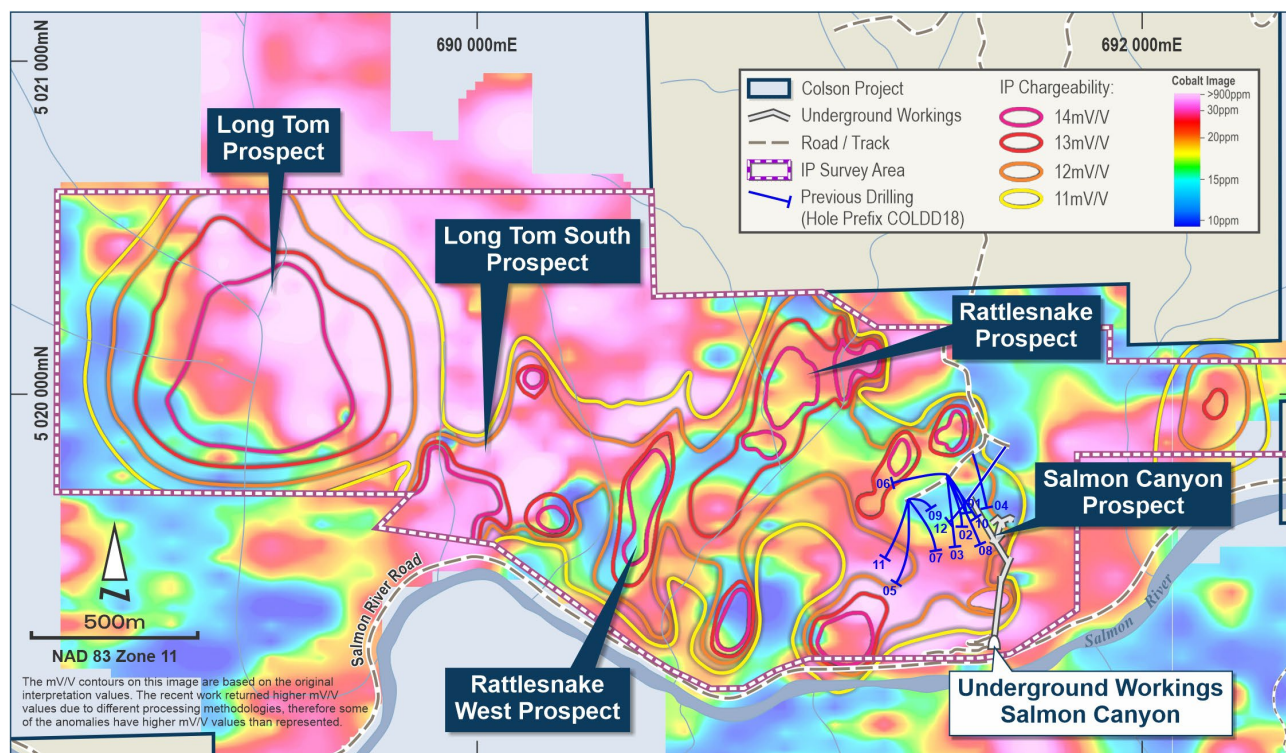 690 000mE
692 000mE
5 021 000mN
5 020 000mN
Long Tom
Prospect
Long Tom South
Prospect
Rattlesnake
Prospect
Salmon Canyon
Prospect
Rattlesnake
West Prospect
Underground Workings
Salmon Canyon
Colson Project
Underground Workings
Road / Track
IP Survey Area
Previous Drilling
(Hole Prefix COLDD18)
IP Chargeability:
14mV/V
13mV/V
12mV/V
11mV/V
Cobalt Image
>900ppm
30ppm
20ppm
15ppm
10ppm
06
09
12
01
04
10
02
03
08
07
11
05
Salmon River Road
Salmon River
N
500m
NAD 83 Zone 11
The mV/V contours on this image are based on the original
interpretation values. The recent work returned higher mV/V
values due to different processing methodologies, therefore some
of the anomalies have higher mV/V values than represented.